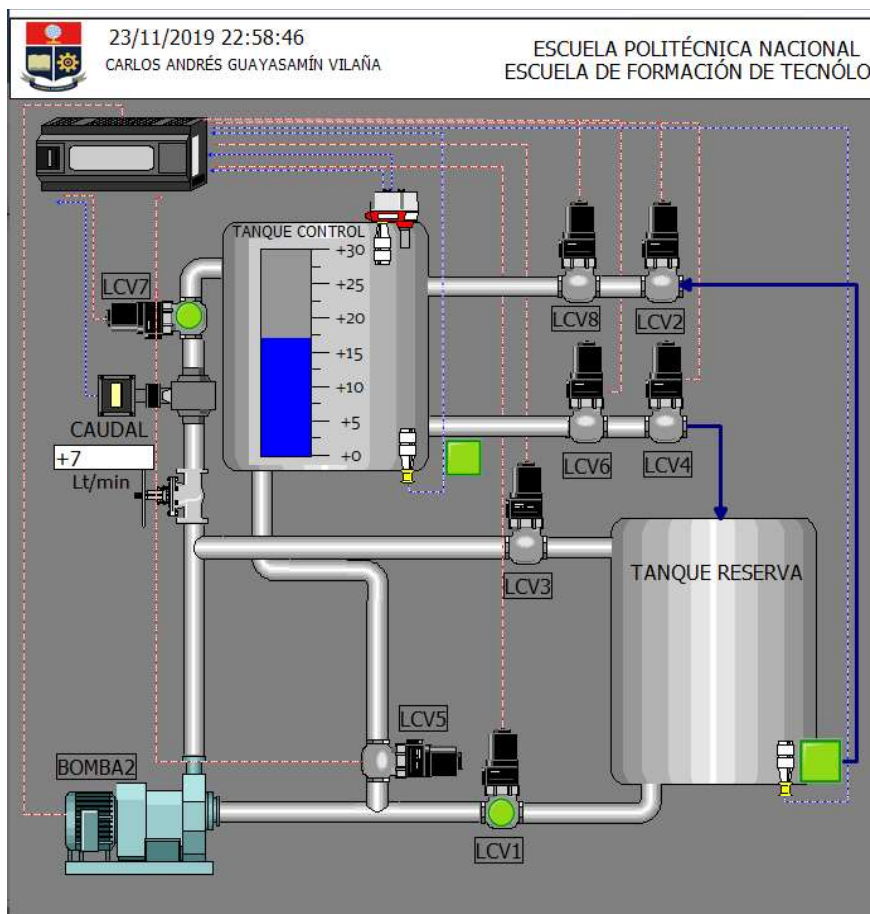 23/11/2019 22:58:46
CARLOS ANDRÉS GUAYASAMÍN VILAÑA
ESCUELA POLITÉCNICA NACIONAL
ESCUELA DE FORMACIÓN DE TECNÓLO
TANQUE CONTROL
+30
+25
+20
+15
+10
+5
+0
LCV7
LCV8
LCV2
CAUDAL
+7
Lt/min
LCV6
LCV4
LCV3
TANQUE RESERVA
LCV5
BOMBA2
LCV1